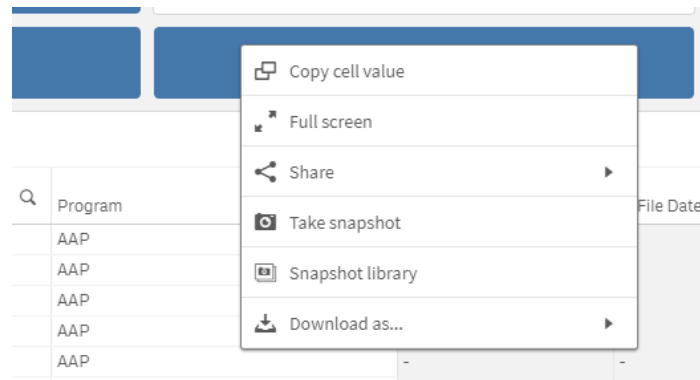 Copy cell value
Full screen
Share
Program
File Date
Take snapshot
AAP
AAP
Snapshot library
AAP
Download as...
AAP
AAP
-
-